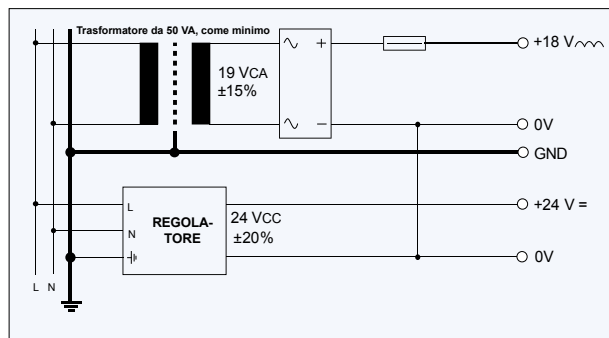 Trasformatore da 50 VA, come minimo
19 VCA
±15%
+
−
+18 V
0V
GND
L
N
REGOLA-
TORE
24 VCC
±20%
+24 V =
0V
L N